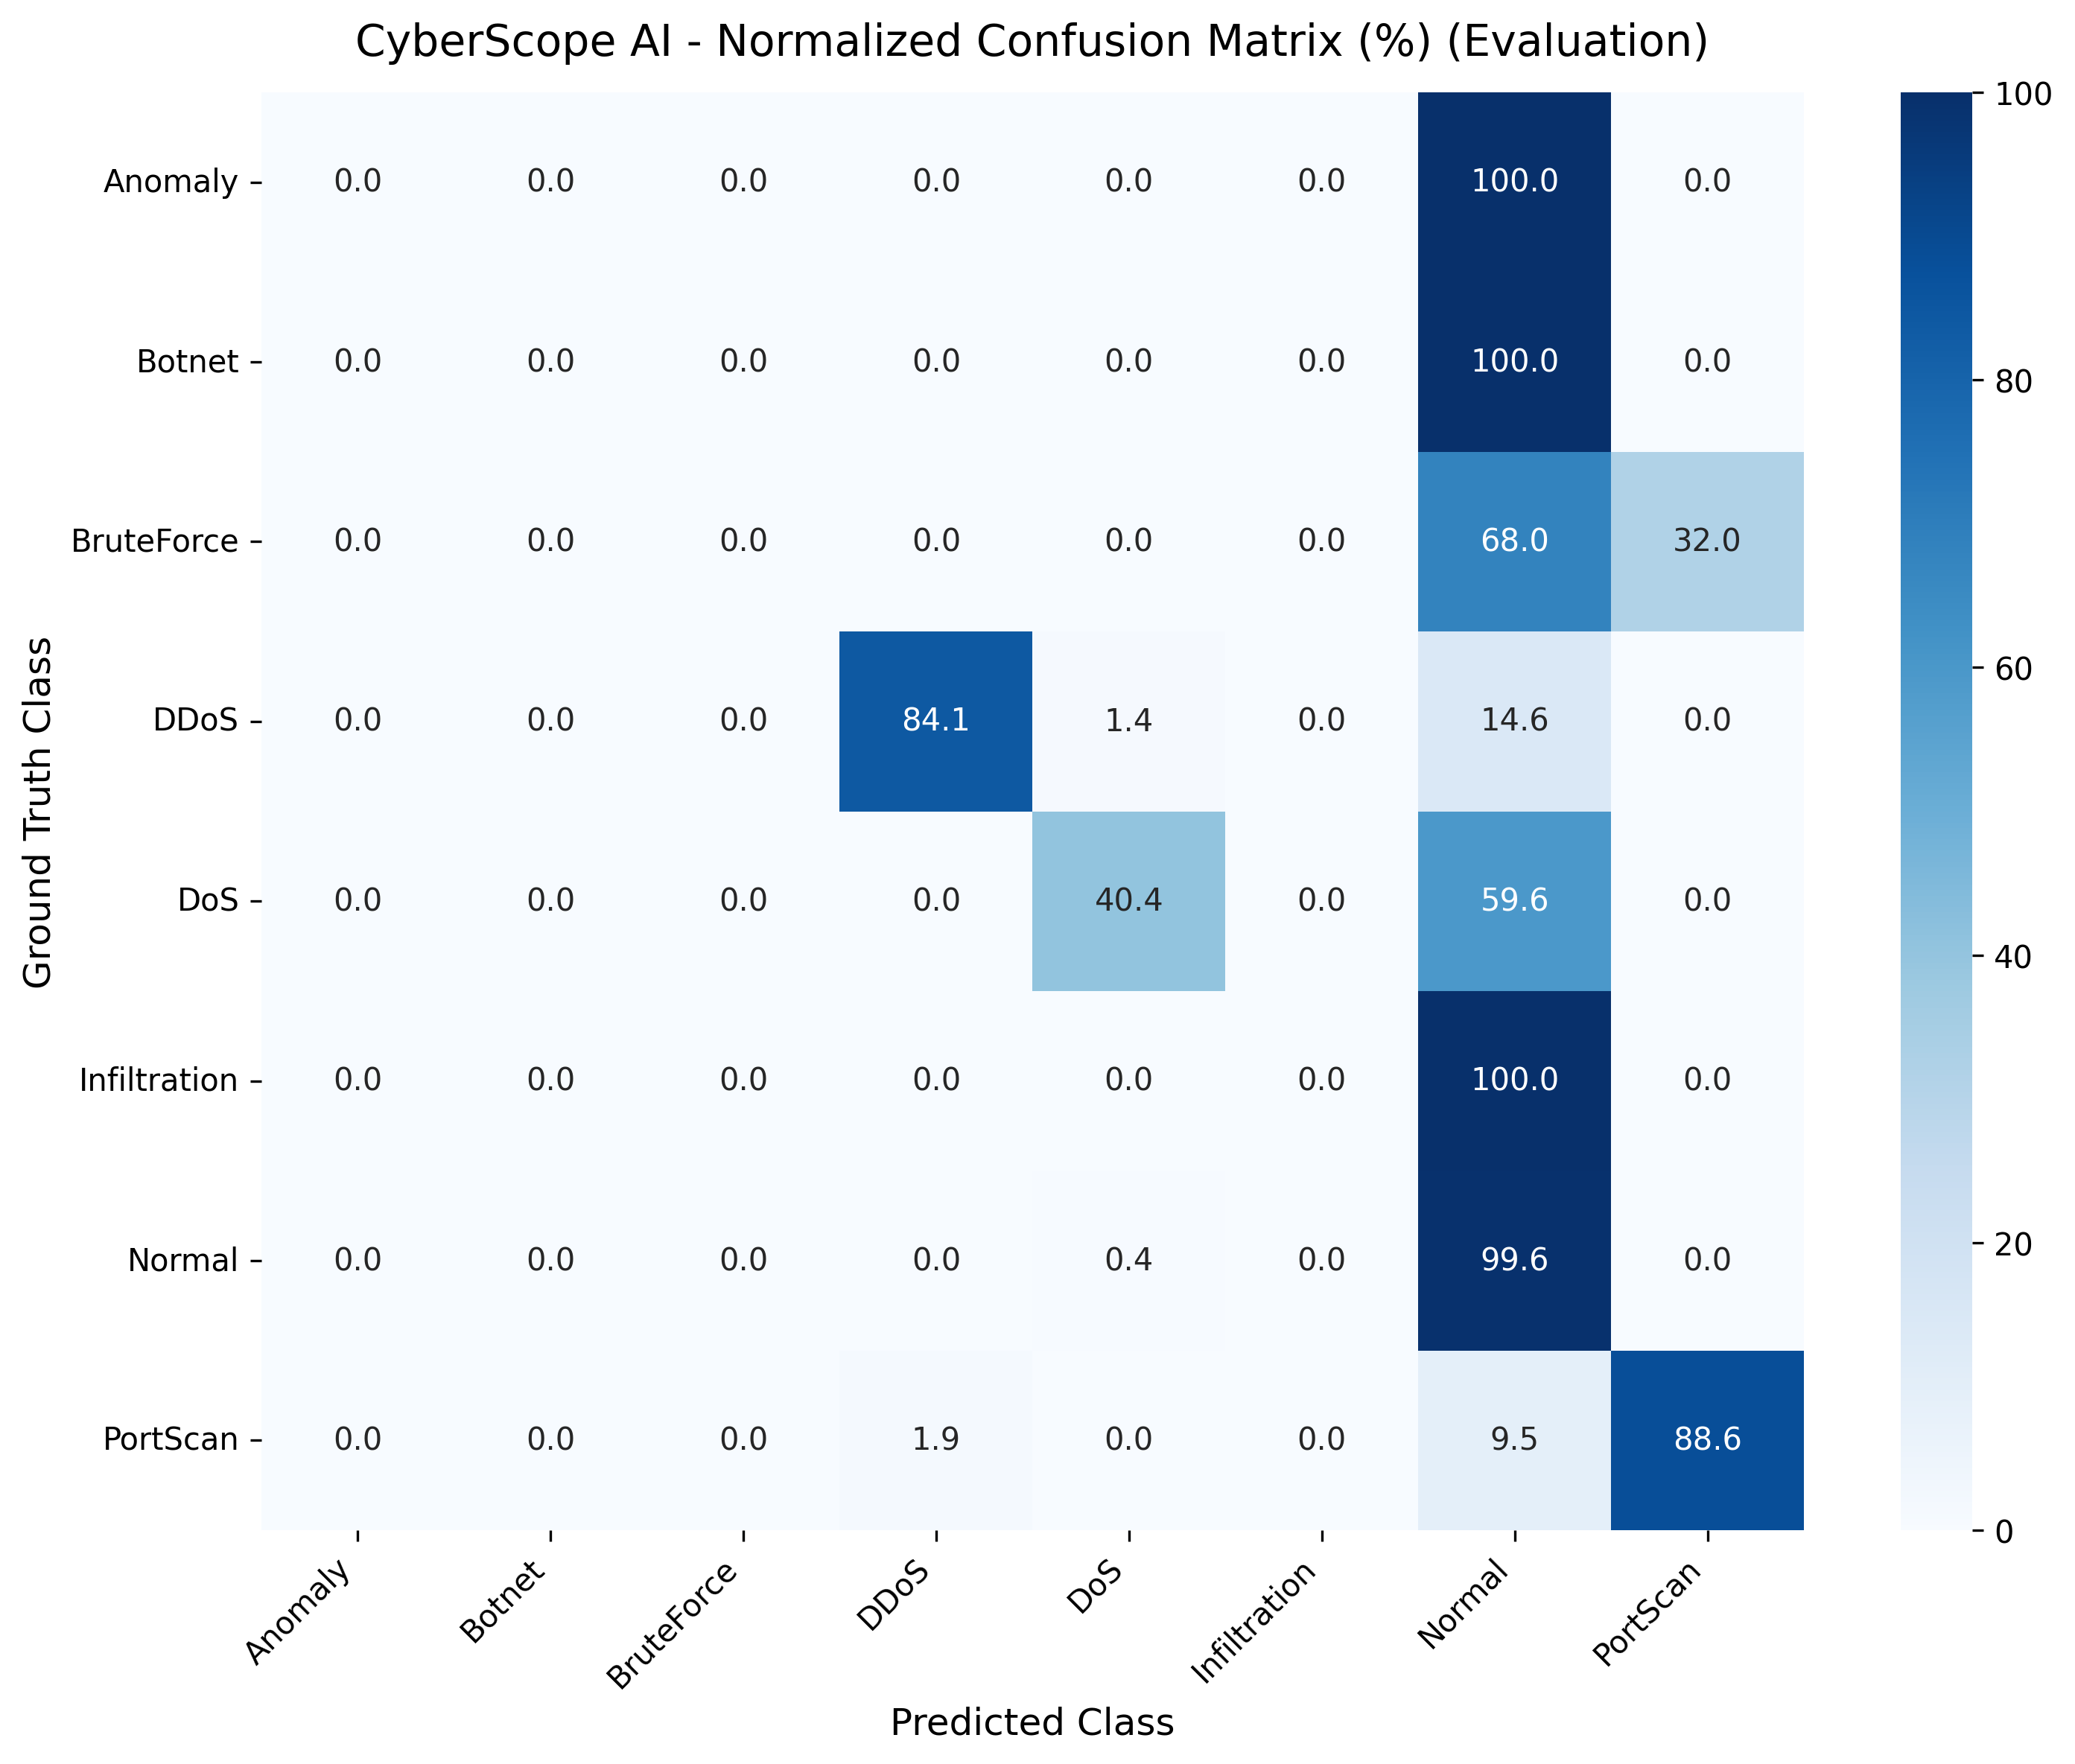 CyberScope AI - Normalized Confusion Matrix (%) (Evaluation)
Ground Truth Class
Anomaly 0.0 0.0 0.0 0.0 0.0 0.0 100.0 0.0
Botnet 0.0 0.0 0.0 0.0 0.0 0.0 100.0 0.0
BruteForce 0.0 0.0 0.0 0.0 0.0 0.0 68.0 32.0
DDoS 0.0 0.0 0.0 84.1 1.4 0.0 14.6 0.0
DoS 0.0 0.0 0.0 0.0 40.4 0.0 59.6 0.0
Infiltration 0.0 0.0 0.0 0.0 0.0 0.0 100.0 0.0
Normal 0.0 0.0 0.0 0.0 0.4 0.0 99.6 0.0
PortScan 0.0 0.0 0.0 1.9 0.0 0.0 9.5 88.6
Anomaly Botnet BruteForce DDoS DoS Infiltration Normal PortScan
Predicted Class
100
80
60
40
20
0